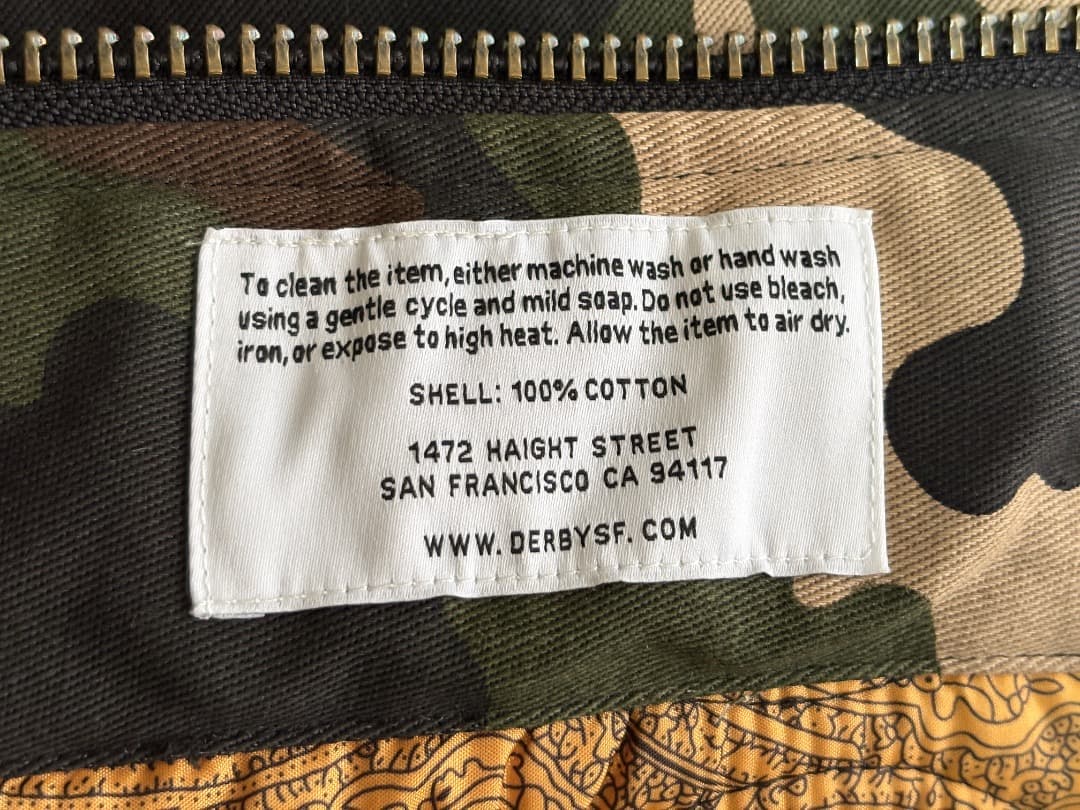 To clean the item, either machine wash or hand wash
using a gentle cycle and mild soap. Do not use bleach,
iron, or expose to high heat. Allow the item to air dry.
SHELL: 100% COTTON
1472 HAIGHT STREET
SAN FRANCISCO CA 94117
WWW. DERBYSF. COM